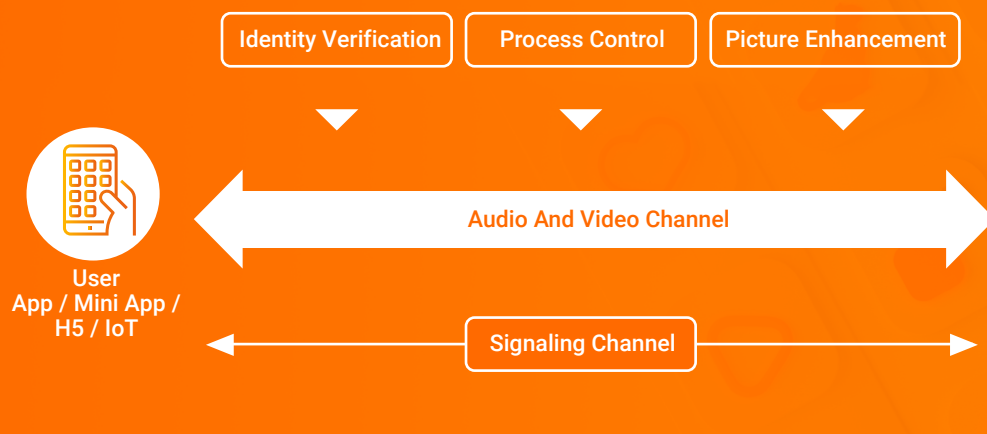 Identity Verification
Process Control
Picture Enhancement
Audio And Video Channel
User
App / Mini App /
H5 / IoT
Signaling Channel